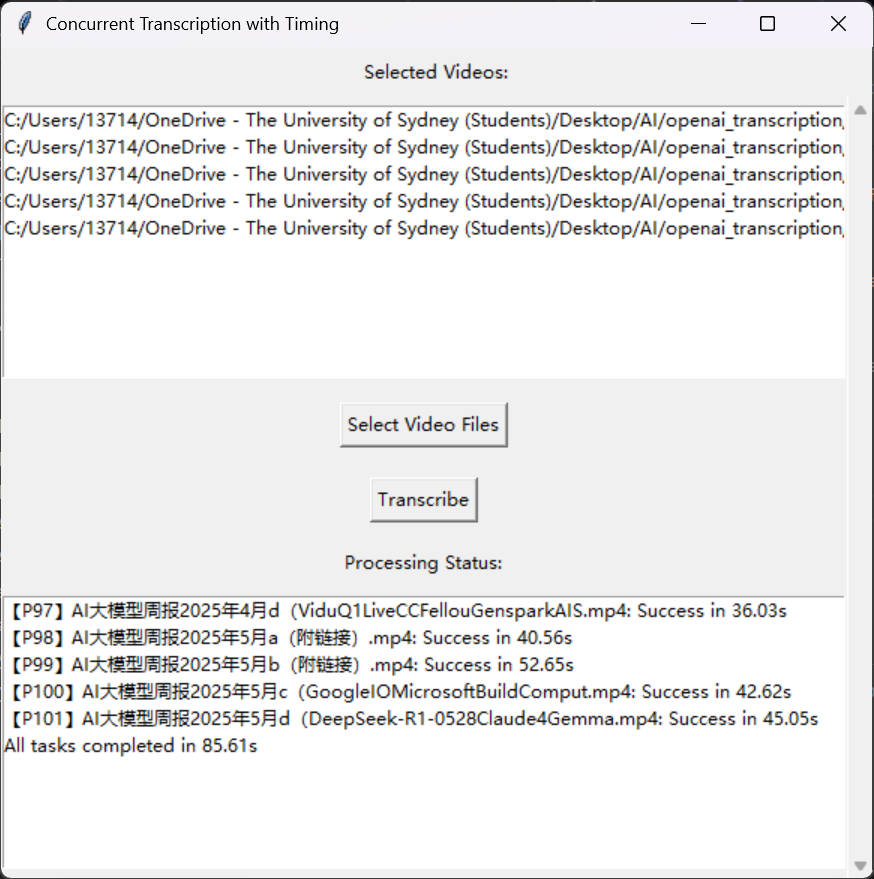 Concurrent Transcription with Timing
Selected Videos:
C:/Users/13714/OneDrive - The University of Sydney (Students)/Desktop/AI/openai_transcription
C:/Users/13714/OneDrive - The University of Sydney (Students)/Desktop/AI/openai_transcription
C:/Users/13714/OneDrive - The University of Sydney (Students)/Desktop/AI/openai_transcription
C:/Users/13714/OneDrive - The University of Sydney (Students)/Desktop/AI/openai_transcription
C:/Users/13714/OneDrive - The University of Sydney (Students)/Desktop/AI/openai_transcription
Select Video Files
Transcribe
Processing Status:
【P97】AI大模型周报2025年4月d（ViduQ1LiveCCFellouGensparkAIS.mp4: Success in 36.03s
【P98】AI大模型周报2025年5月a（附链接）.mp4: Success in 40.56s
【P99】AI大模型周报2025年5月b（附链接）.mp4: Success in 52.65s
【P100】AI大模型周报2025年5月c（GoogleIOMicrosoftBuildComput.mp4: Success in 42.62s
【P101】AI大模型周报2025年5月d（DeepSeek-R1-0528Claude4Gemma.mp4: Success in 45.05s
All tasks completed in 85.61s